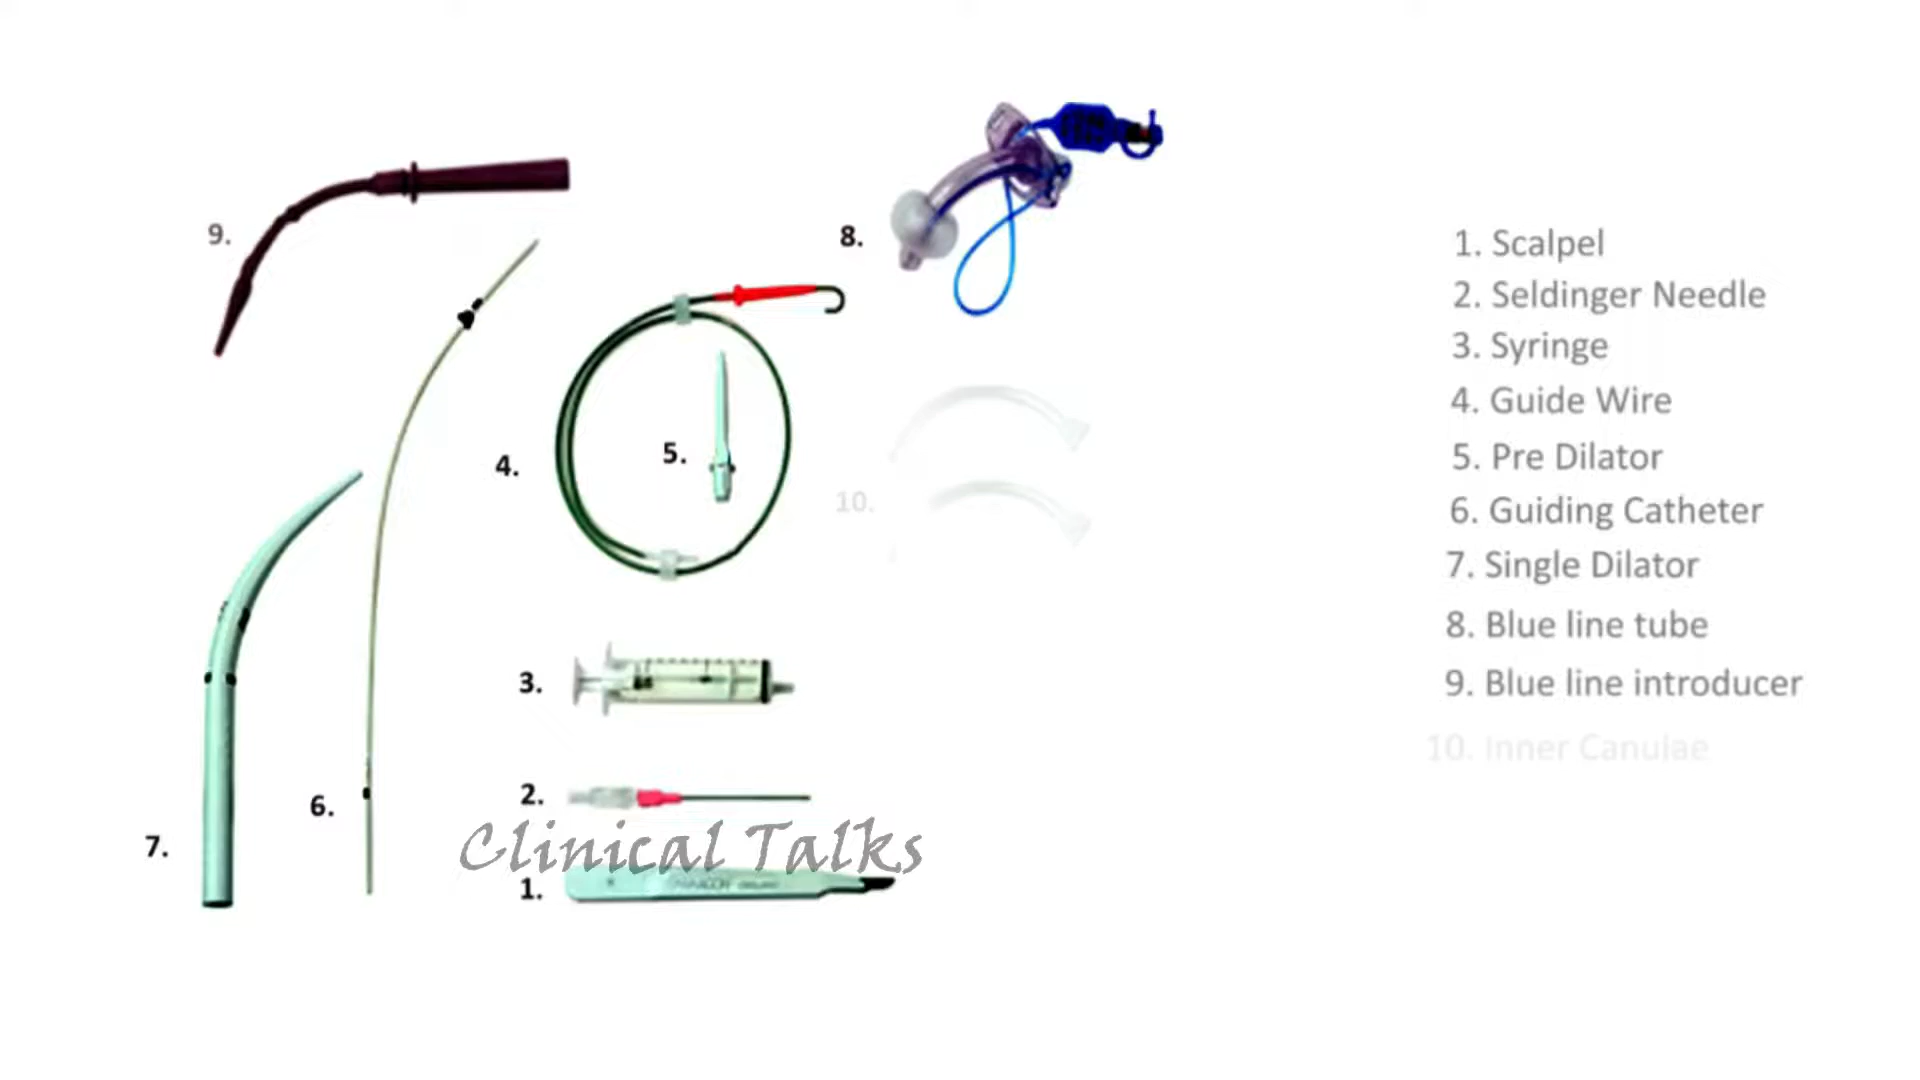 9.
8.
4.
5.
10.
3.
2.
6.
7.
1.
Clinical Talks
1. Scalpel
2. Seldinger Needle
3. Syringe
4. Guide Wire
5. Pre Dilator
6. Guiding Catheter
7. Single Dilator
8. Blue line tube
9. Blue line introducer
10. Inner Canulae